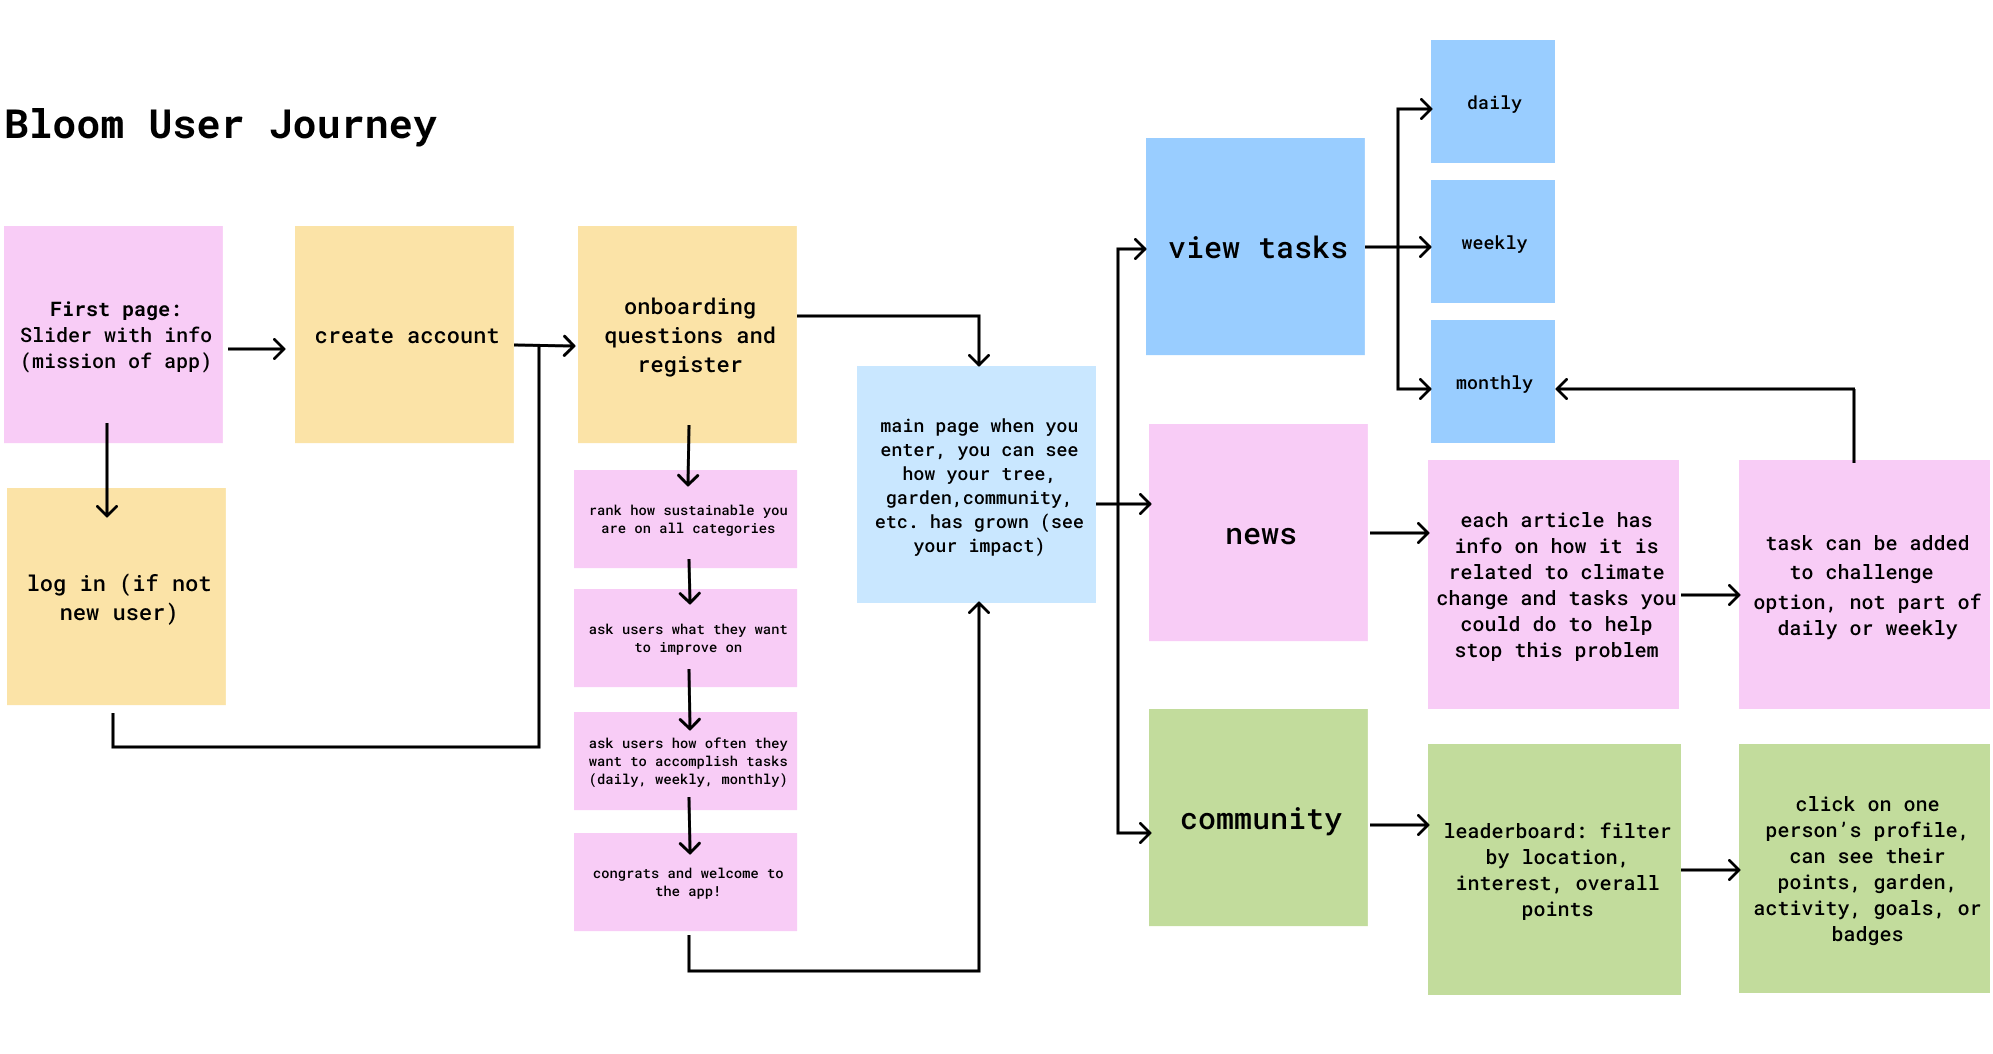 Bloom User Journey
First page:
Slider with info
(mission of app)
create account
log in (if not
new user)
onboarding
questions and
register
rank how sustainable you
are on all categories
ask users what they want
to improve on
ask users how often they
want to accomplish tasks
(daily, weekly, monthly)
congrats and welcome to
the app!
main page when you
enter, you can see
how your tree,
garden,community,
etc. has grown (see
your impact)
view tasks
daily
weekly
monthly
news
each article has
info on how it is
related to climate
change and tasks you
could do to help
stop this problem
task can be added
to challenge
option, not part of
daily or weekly
community
leaderboard: filter
by location,
interest, overall
points
click on one
person’s profile,
can see their
points, garden,
activity, goals, or
badges